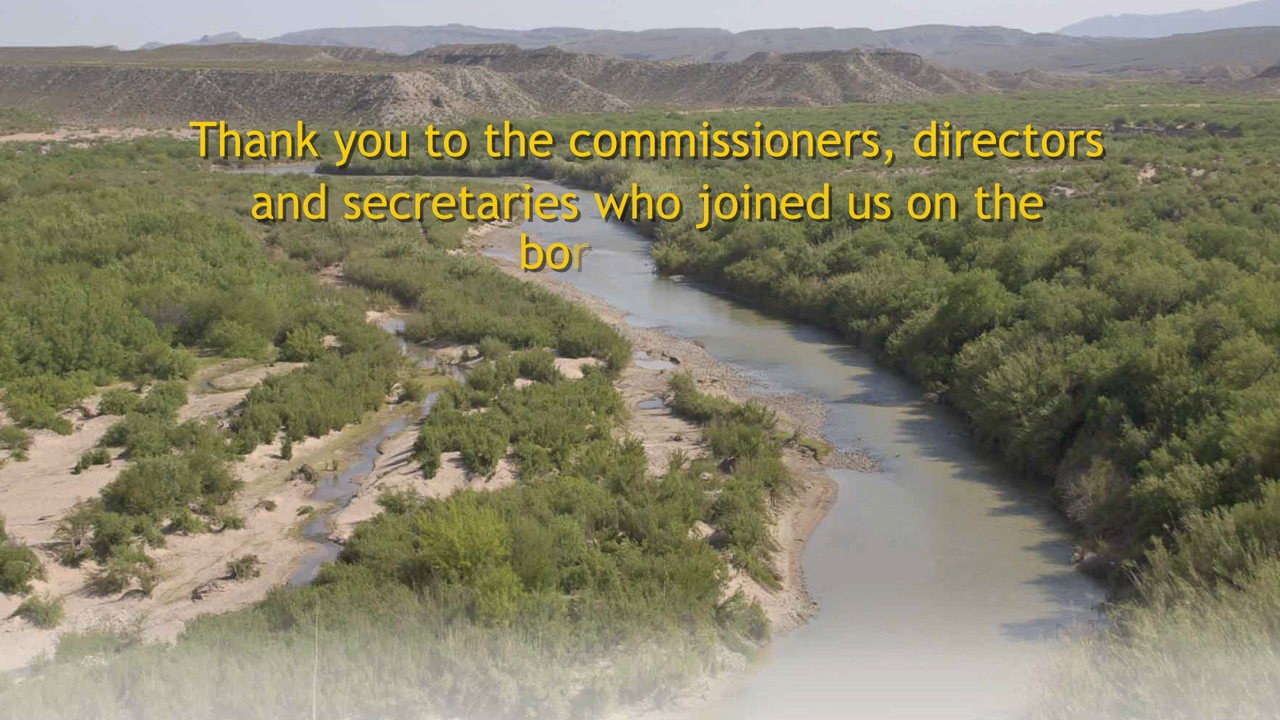 Thank you to the commissioners, directors
and secretaries who joined us on the
bor